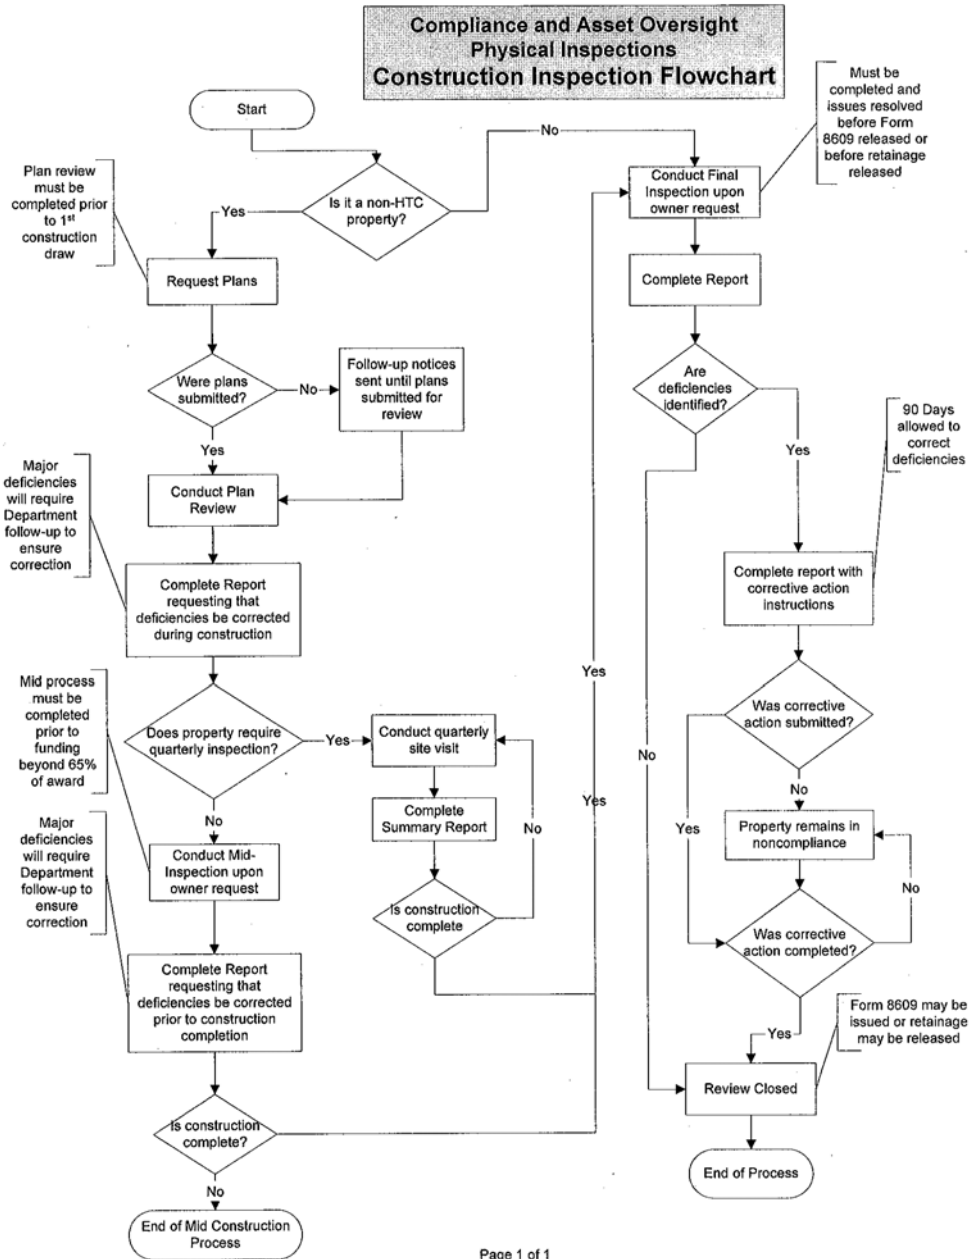 Compliance and Asset Oversight
Physical Inspections
Construction Inspection Flowchart
Start
No
Must be
completed and
issues resolved
before Form
8609 released or
before retainage
released
Plan review
must be
completed prior
to 1st
construction
draw
Yes
Is it a non-HTC
property?
Conduct Final
Inspection upon
owner request
Request Plans
Complete Report
Were plans
submitted?
No
Follow-up notices
sent until plans
submitted for
review
Are
deficiencies
identified?
90 Days
allowed to
correct
deficiencies
Yes
Yes
Major
deficiencies
will require
Department
follow-up to
ensure
correction
Conduct Plan
Review
Complete Report
requesting that
deficiencies be corrected
during construction
Complete report with
corrective action
instructions
Yes
Mid process
must be
completed
prior to
funding
beyond 65%
of award
Does property require
quarterly inspection?
Yes
Conduct quarterly
site visit
Was corrective
action submitted?
No
No
Yes
Complete
Summary Report
No
Yes
Property remains in
noncompliance
No
Major
deficiencies
will require
Department
follow-up to
ensure
correction
No
Conduct Mid-
Inspection upon
owner request
Is construction
complete
Was corrective
action completed?
Complete Report
requesting that
deficiencies be corrected
prior to construction
completion
Yes
Form 8609 may be
issued or retainage
may be released
Review Closed
Is construction
complete?
End of Process
No
End of Mid Construction
Process
Page 1 of 1